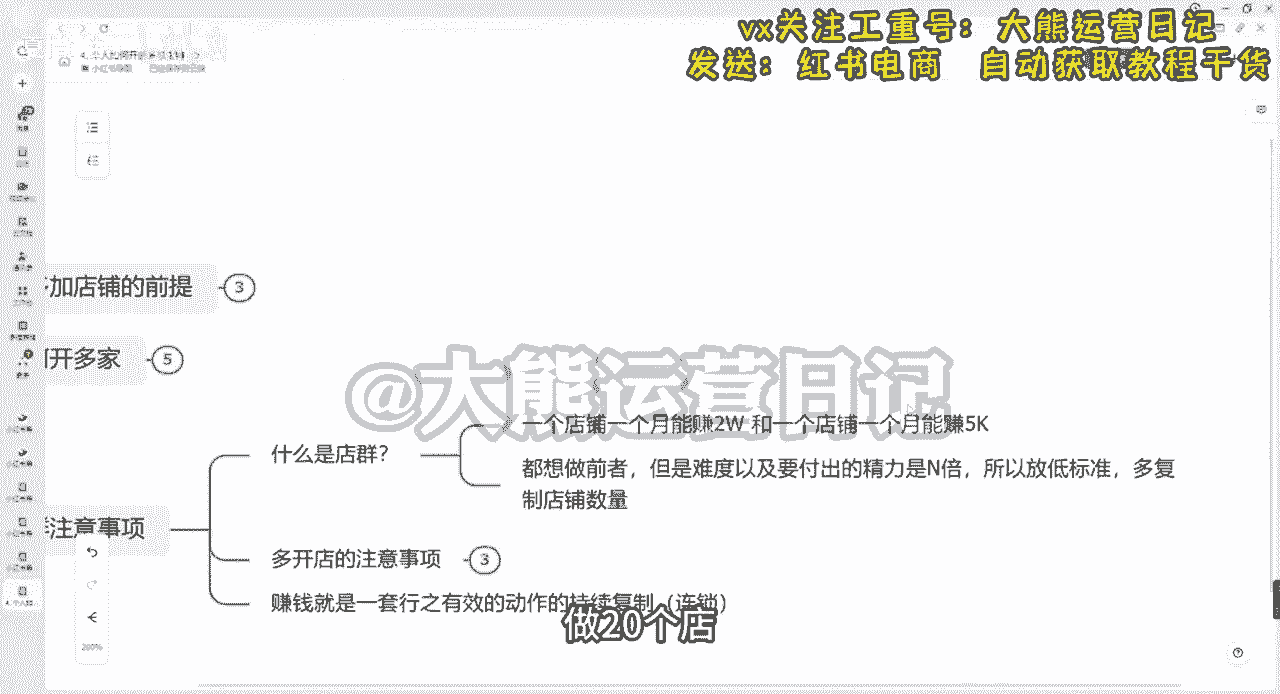 vx关注工重号：大熊运营日记
发送：红书电商 自动获取教程干货
加店铺的前提
3
开多家
5
@大熊运营日记
一个店铺一个月能赚2W 和一个店铺一个月能赚5K
什么是店群？
都想做前者，但是难度以及要付出的精力是N倍，所以放低标准，多复
制店铺数量
注意事项
多开店的注意事项
3
赚钱就是一套行之有效的动作的持续复制（连锁）
做20个店
200%